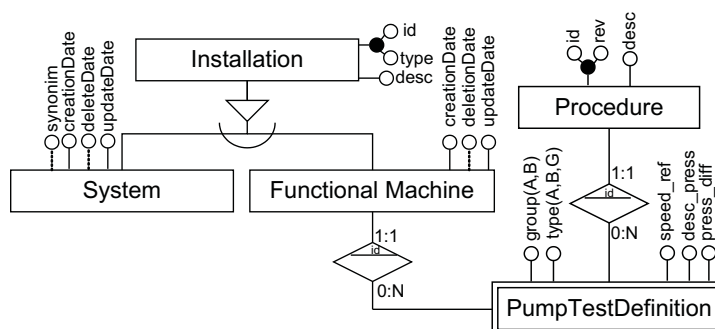 id
type
desc
Installation
synonim
creationDate
deleteDate
updateDate
creationDate
deletionDate
updateDate
id
rev
desc
Procedure
System
Functional Machine
1:1
id
0:N
group(A,B)
type(A,B,G)
1:1
id
0:N
speed_ref
desc_press
press_diff
PumpTestDefinition